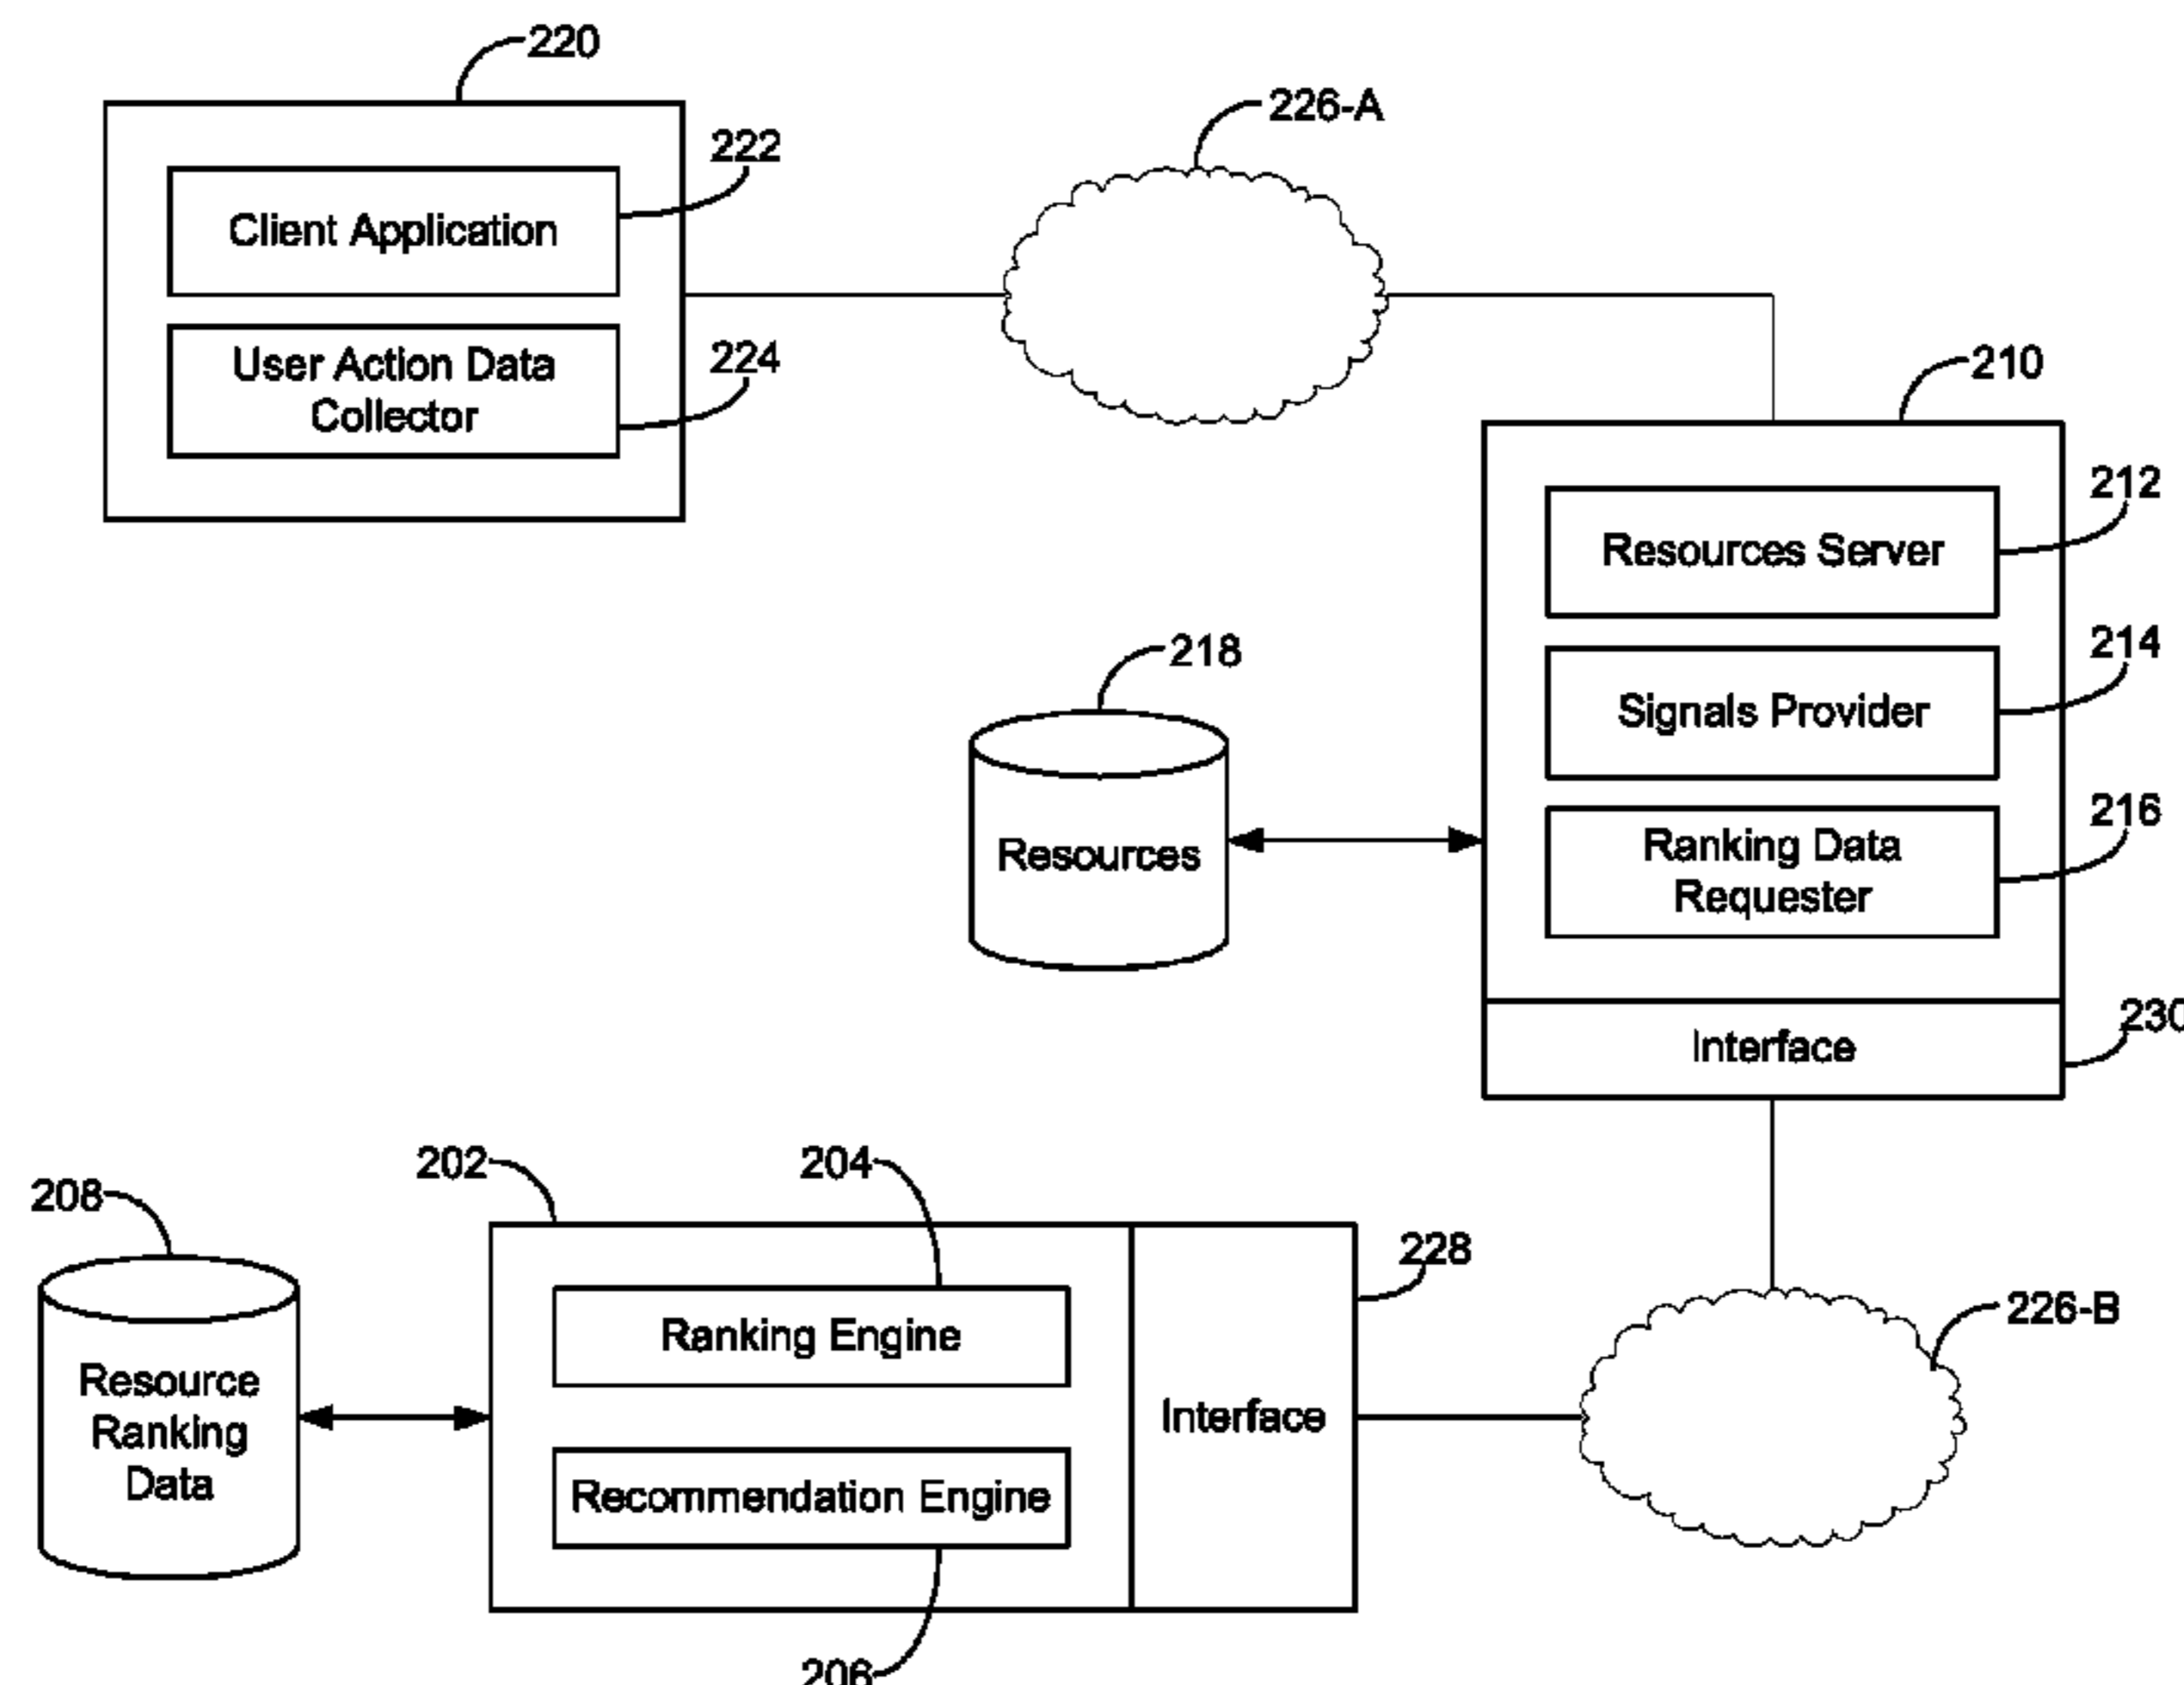 220
226-A
222
Client Application
224
User Action Data
Collector
210
212
Resources Server
214
Signals Provider
216
Ranking Data
Requester
218
Resources
230
Interface
202
204
208
228
Ranking Engine
226-B
Resource
Ranking
Data
Interface
Recommendation Engine
206